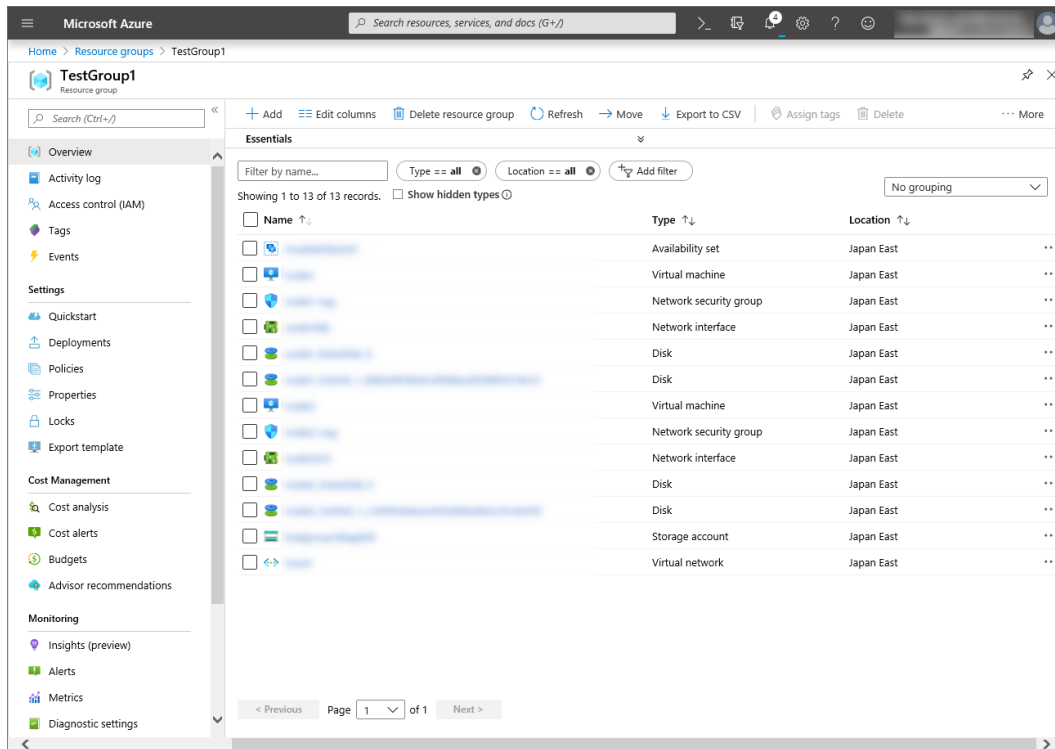 Microsoft Azure
Search resources, services, and docs (G+/)
4
Home > Resource groups > TestGroup1
TestGroup1
Resource group
Search (Ctrl+/)
Overview
Activity log
Access control (IAM)
Tags
Events
Settings
Quickstart
Deployments
Policies
Properties
Locks
Export template
Cost Management
Cost analysis
Cost alerts
Budgets
Advisor recommendations
Monitoring
Insights (preview)
Alerts
Metrics
Diagnostic settings
Add Edit columns Delete resource group Refresh Move Export to CSV Assign tags Delete ··· More
Essentials
Filter by name... Type == all Location == all Add filter
Showing 1 to 13 of 13 records. Show hidden types
No grouping
Name Type Location
Availability set Japan East
Virtual machine Japan East
Network security group Japan East
Network interface Japan East
Disk Japan East
Disk Japan East
Virtual machine Japan East
Network security group Japan East
Network interface Japan East
Disk Japan East
Disk Japan East
Storage account Japan East
Virtual network Japan East
< Previous Page 1 of 1 Next >